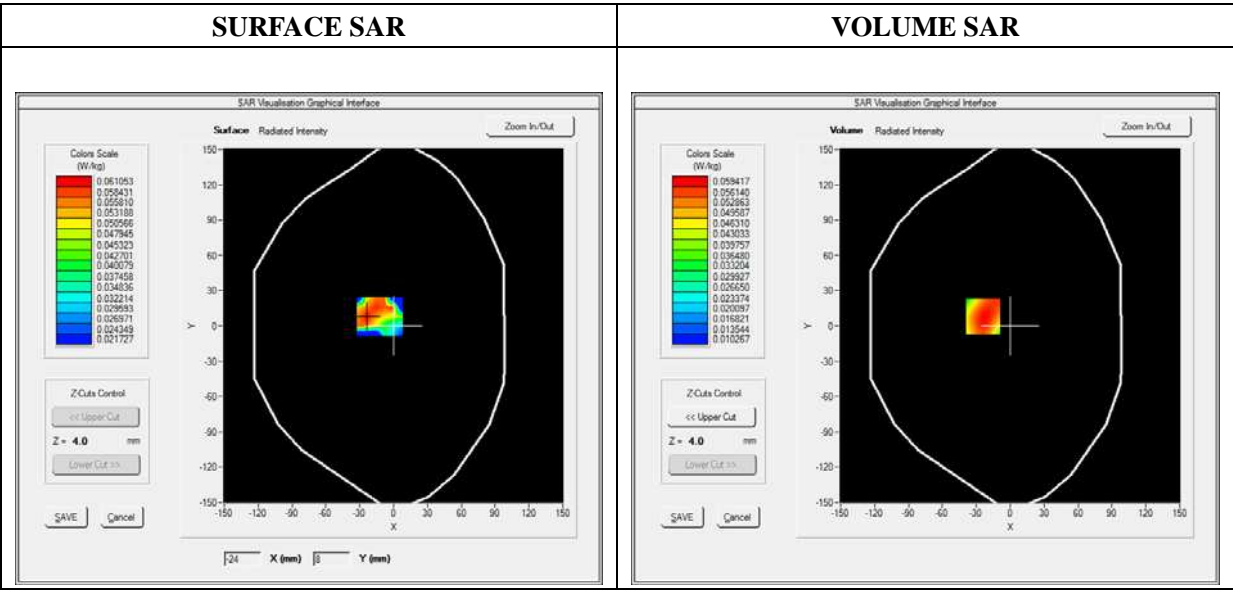 SURFACE SAR
VOLUME SAR
SAR Visualisation Graphical Interface
Surface Radiated Intensity
Zoom In/Out
Colors Scale
(W/kg)
0.061053
0.058431
0.055810
0.053188
0.050566
0.047945
0.045323
0.042701
0.040079
0.037458
0.034836
0.032214
0.029593
0.026971
0.024349
0.021727
Z-Cuts Control
<< Upper Cut
Z = 4.0 mm
Lower Cut >>
SAVE
Cancel
150
120
90
60
30
0
-30
-60
-90
-120
-150
Y
-150 -120 -90 -60 -30 0 30 60 90 120 150
X
-24 X (mm) 8 Y (mm)
SAR Visualisation Graphical Interface
Volume Radiated Intensity
Zoom In/Out
Colors Scale
(W/kg)
0.059417
0.056140
0.052863
0.049587
0.046310
0.043033
0.039757
0.036480
0.033204
0.029927
0.026650
0.023374
0.020097
0.016821
0.013544
0.010267
Z-Cuts Control
<< Upper Cut
Z = 4.0 mm
Lower Cut >>
SAVE
Cancel
150
120
90
60
30
0
-30
-60
-90
-120
-150
Y
-150 -120 -90 -60 -30 0 30 60 90 120 150
X